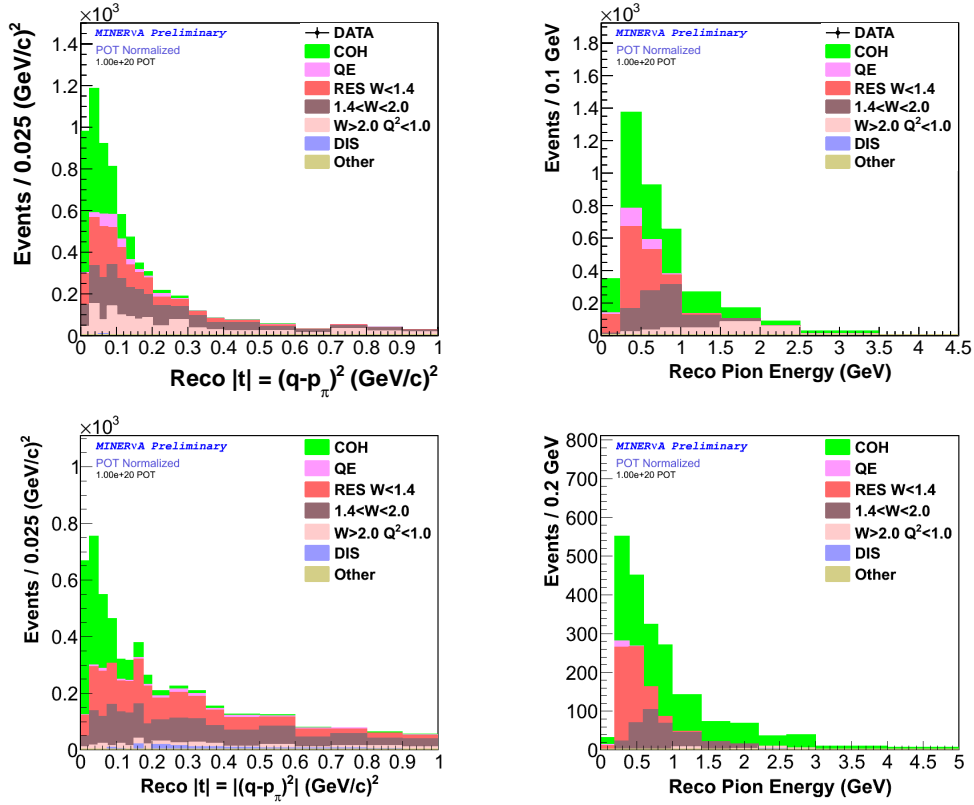 ×10³
MINERνA Preliminary
POT Normalized
1.00e+20 POT
DATA
COH
QE
RES W<1.4
1.4<W<2.0
W>2.0 Q²<1.0
DIS
Other
Events / 0.025 (GeV/c)²
1.4
1.2
1
0.8
0.6
0.4
0.2
0
0 0.1 0.2 0.3 0.4 0.5 0.6 0.7 0.8 0.9 1
Reco |t| = (q-pπ)² (GeV/c)²
×10³
MINERνA Preliminary
POT Normalized
1.00e+20 POT
DATA
COH
QE
RES W<1.4
1.4<W<2.0
W>2.0 Q²<1.0
DIS
Other
Events / 0.1 GeV
1.8
1.6
1.4
1.2
1
0.8
0.6
0.4
0.2
0
0 0.5 1 1.5 2 2.5 3 3.5 4 4.5
Reco Pion Energy (GeV)
×10³
MINERνA Preliminary
POT Normalized
1.00e+20 POT
COH
QE
RES W<1.4
1.4<W<2.0
W>2.0 Q²<1.0
DIS
Other
Events / 0.025 (GeV/c)²
1
0.8
0.6
0.4
0.2
0
0 0.1 0.2 0.3 0.4 0.5 0.6 0.7 0.8 0.9 1
Reco |t| = |(q-pπ)²| (GeV/c)²
MINERνA Preliminary
POT Normalized
1.00e+20 POT
COH
QE
RES W<1.4
1.4<W<2.0
W>2.0 Q²<1.0
DIS
Other
Events / 0.2 GeV
800
700
600
500
400
300
200
100
0
0 0.5 1 1.5 2 2.5 3 3.5 4 4.5 5
Reco Pion Energy (GeV)